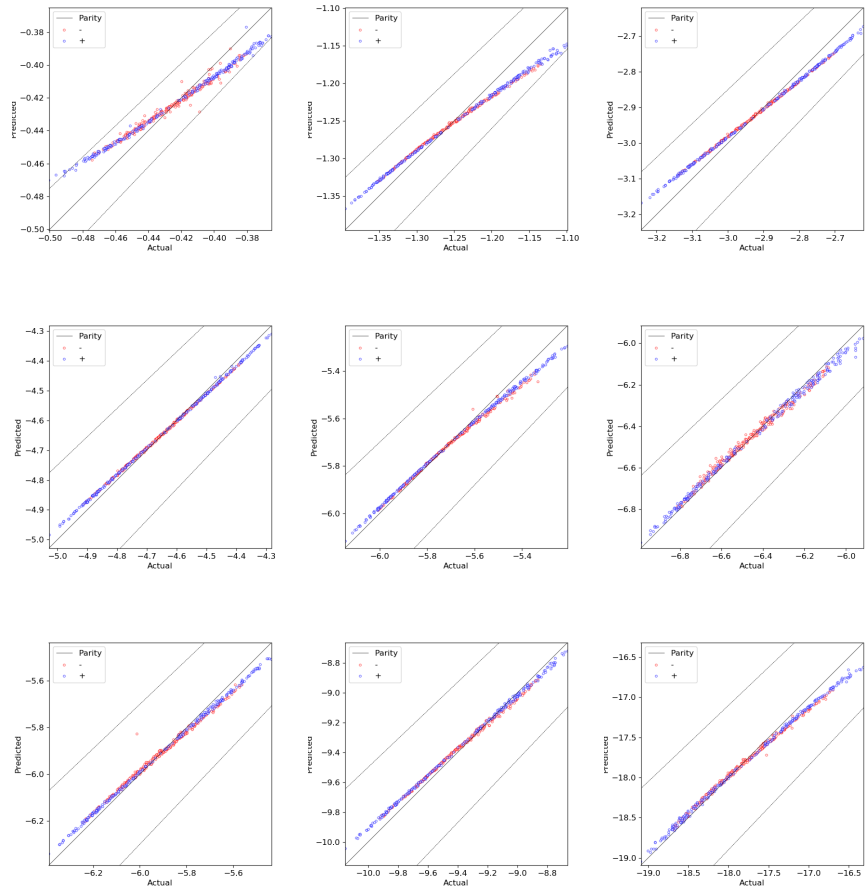 Parity
-
+
−0.36
−0.38
−0.40
−0.42
−0.44
−0.46
−0.48
−0.50
Predicted
−0.50 −0.48 −0.46 −0.44 −0.42 −0.40 −0.38
Actual
Parity
-
+
−1.10
−1.15
−1.20
−1.25
−1.30
−1.35
Predicted
−1.35 −1.30 −1.25 −1.20 −1.15 −1.10
Actual
Parity
-
+
−2.7
−2.8
−2.9
−3.0
−3.1
−3.2
Predicted
−3.2 −3.1 −3.0 −2.9 −2.8 −2.7
Actual
Parity
-
+
−4.3
−4.4
−4.5
−4.6
−4.7
−4.8
−4.9
−5.0
Predicted
−5.0 −4.9 −4.8 −4.7 −4.6 −4.5 −4.4 −4.3
Actual
Parity
-
+
−5.4
−5.6
−5.8
−6.0
Predicted
−6.0 −5.8 −5.6 −5.4
Actual
Parity
-
+
−6.0
−6.2
−6.4
−6.6
−6.8
Predicted
−6.8 −6.6 −6.4 −6.2 −6.0
Actual
Parity
-
+
−5.6
−5.8
−6.0
−6.2
Predicted
−6.2 −6.0 −5.8 −5.6
Actual
Parity
-
+
−8.8
−9.0
−9.2
−9.4
−9.6
−9.8
−10.0
Predicted
−10.0 −9.8 −9.6 −9.4 −9.2 −9.0 −8.8
Actual
Parity
-
+
−16.5
−17.0
−17.5
−18.0
−18.5
−19.0
Predicted
−19.0 −18.5 −18.0 −17.5 −17.0 −16.5
Actual